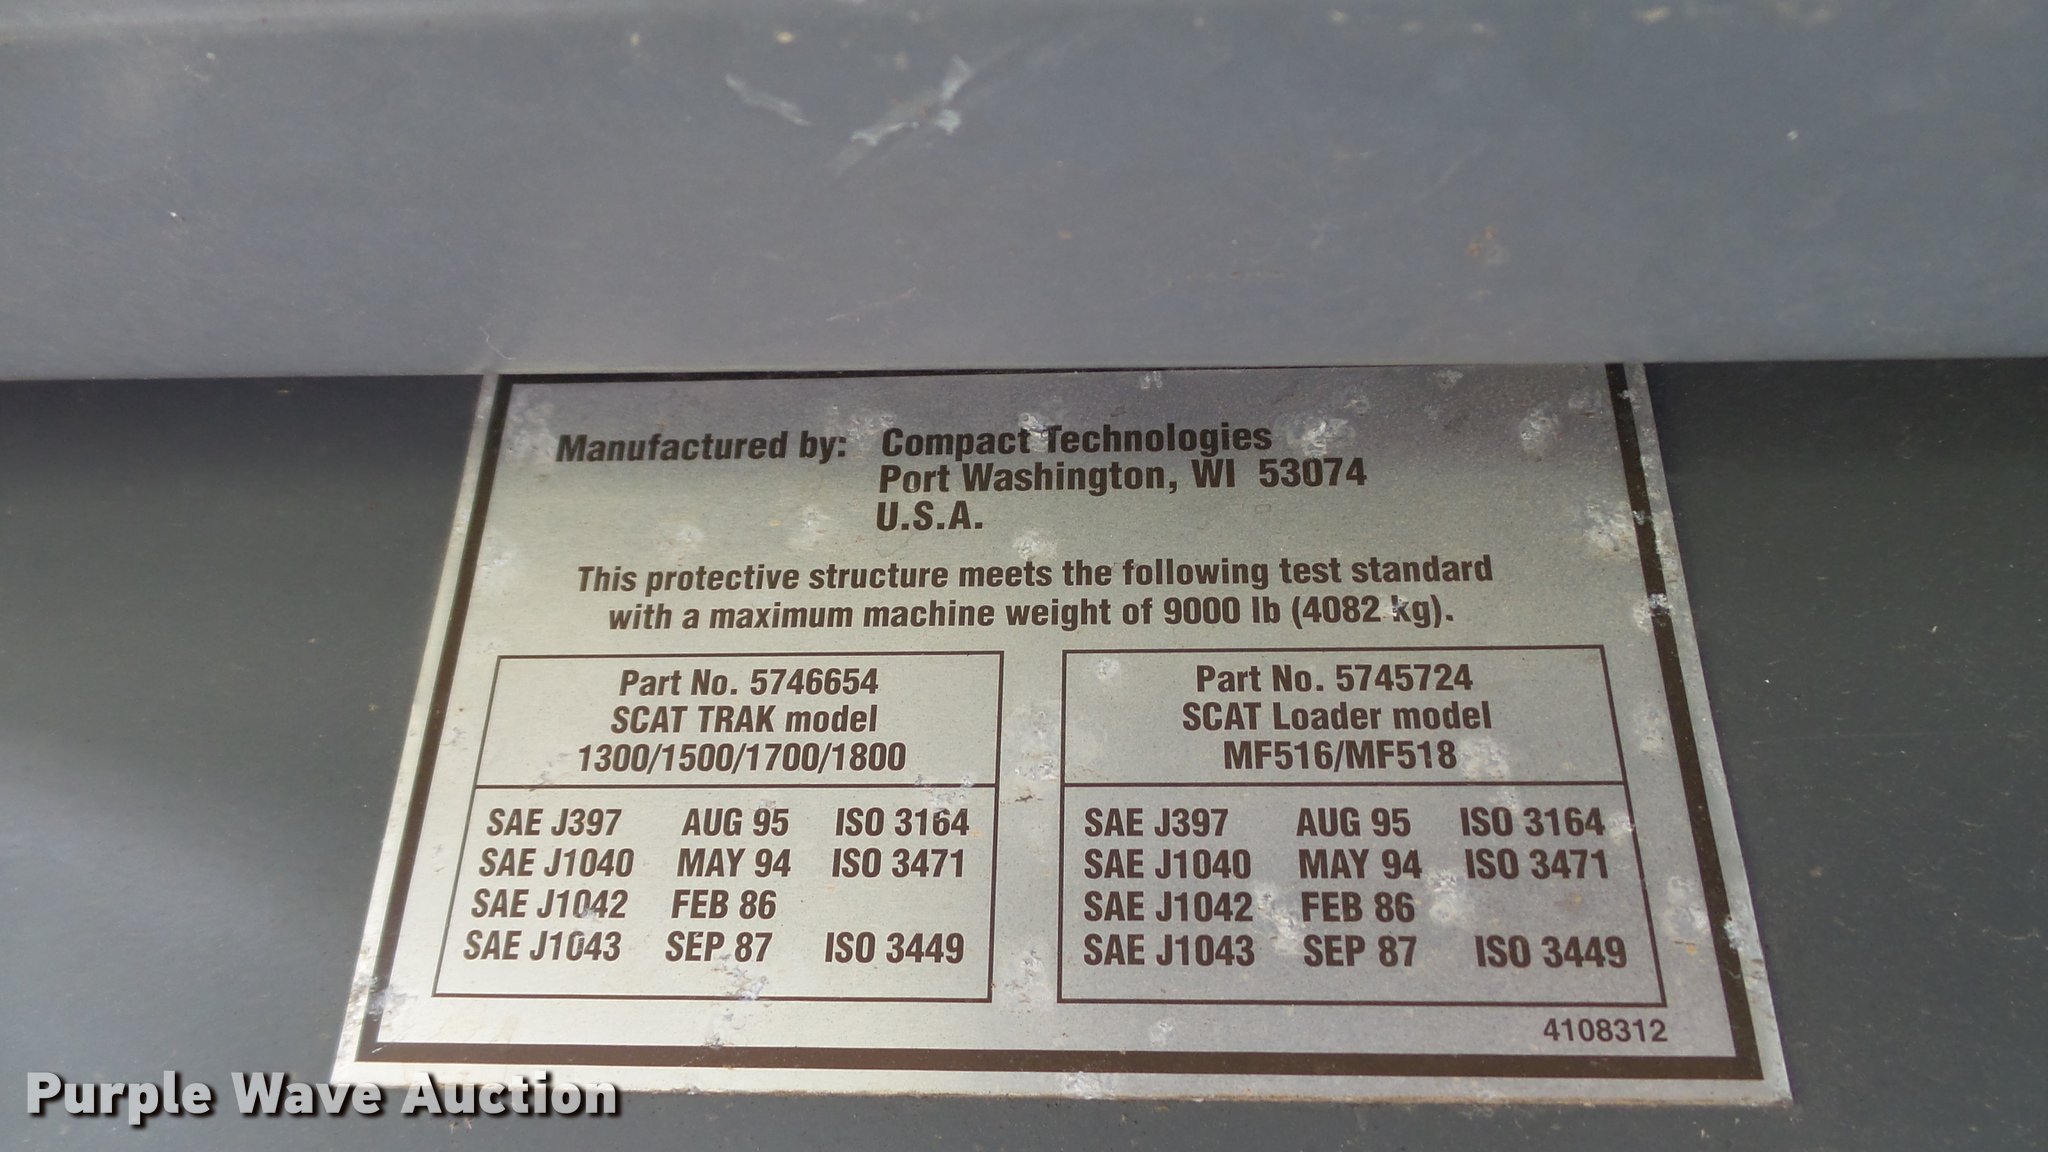 Manufactured by: Compact Technologies
Port Washington, WI 53074
U.S.A.
This protective structure meets the following test standard
with a maximum machine weight of 9000 lb (4082 kg).
Part No. 5746654
SCAT TRAK model
1300/1500/1700/1800
SAE J397 AUG 95 ISO 3164
SAE J1040 MAY 94 ISO 3471
SAE J1042 FEB 86
SAE J1043 SEP 87 ISO 3449
Part No. 5745724
SCAT Loader model
MF516/MF518
SAE J397 AUG 95 ISO 3164
SAE J1040 MAY 94 ISO 3471
SAE J1042 FEB 86
SAE J1043 SEP 87 ISO 3449
4108312
Purple Wave Auction